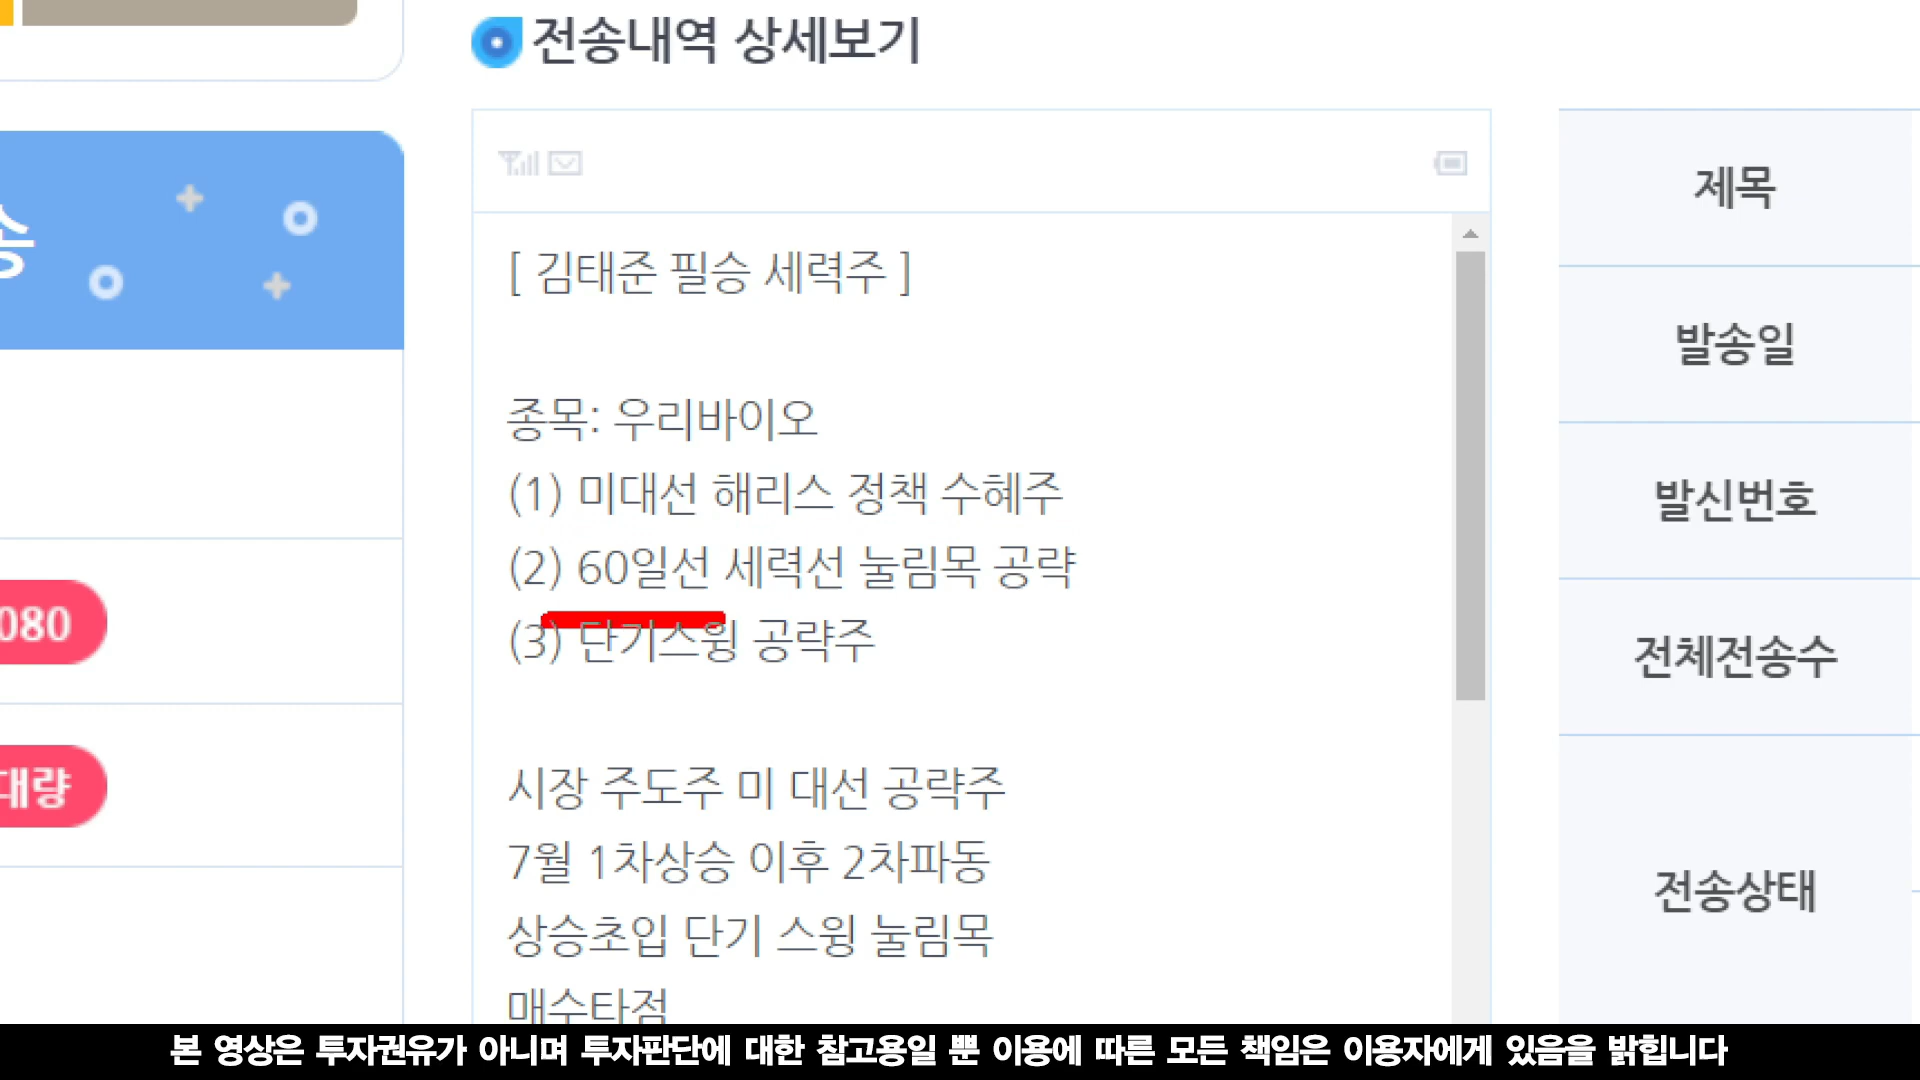 전송내역 상세보기
송
080
대량
[ 김태준 필승 세력주 ]
종목: 우리바이오
(1) 미대선 해리스 정책 수혜주
(2) 60일선 세력선 눌림목 공략
(3) 단기스윙 공략주
시장 주도주 미 대선 공략주
7월 1차상승 이후 2차파동
상승초입 단기 스윙 눌림목
매수타점
제목
발송일
발신번호
전체전송수
전송상태
본 영상은 투자권유가 아니며 투자판단에 대한 참고용일 뿐 이용에 따른 모든 책임은 이용자에게 있음을 밝힙니다